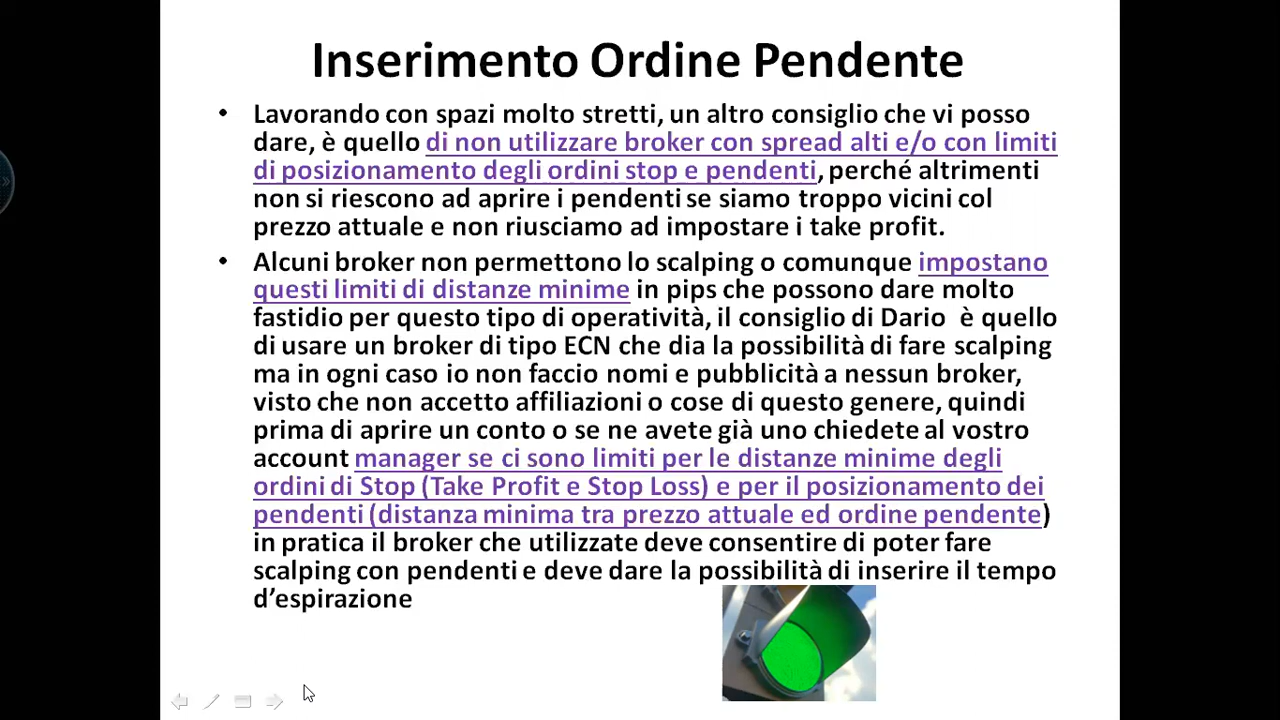 Inserimento Ordine Pendente
• Lavorando con spazi molto stretti, un altro consiglio che vi posso
dare, è quello di non utilizzare broker con spread alti e/o con limiti
di posizionamento degli ordini stop e pendenti, perché altrimenti
non si riescono ad aprire i pendenti se siamo troppo vicini col
prezzo attuale e non riusciamo ad impostare i take profit.
• Alcuni broker non permettono lo scalping o comunque impostano
questi limiti di distanze minime in pips che possono dare molto
fastidio per questo tipo di operatività, il consiglio di Dario è quello
di usare un broker di tipo ECN che dia la possibilità di fare scalping
ma in ogni caso io non faccio nomi e pubblicità a nessun broker,
visto che non accetto affiliazioni o cose di questo genere, quindi
prima di aprire un conto o se ne avete già uno chiedete al vostro
account manager se ci sono limiti per le distanze minime degli
ordini di Stop (Take Profit e Stop Loss) e per il posizionamento dei
pendenti (distanza minima tra prezzo attuale ed ordine pendente)
in pratica il broker che utilizzate deve consentire di poter fare
scalping con pendenti e deve dare la possibilità di inserire il tempo
d’espirazione